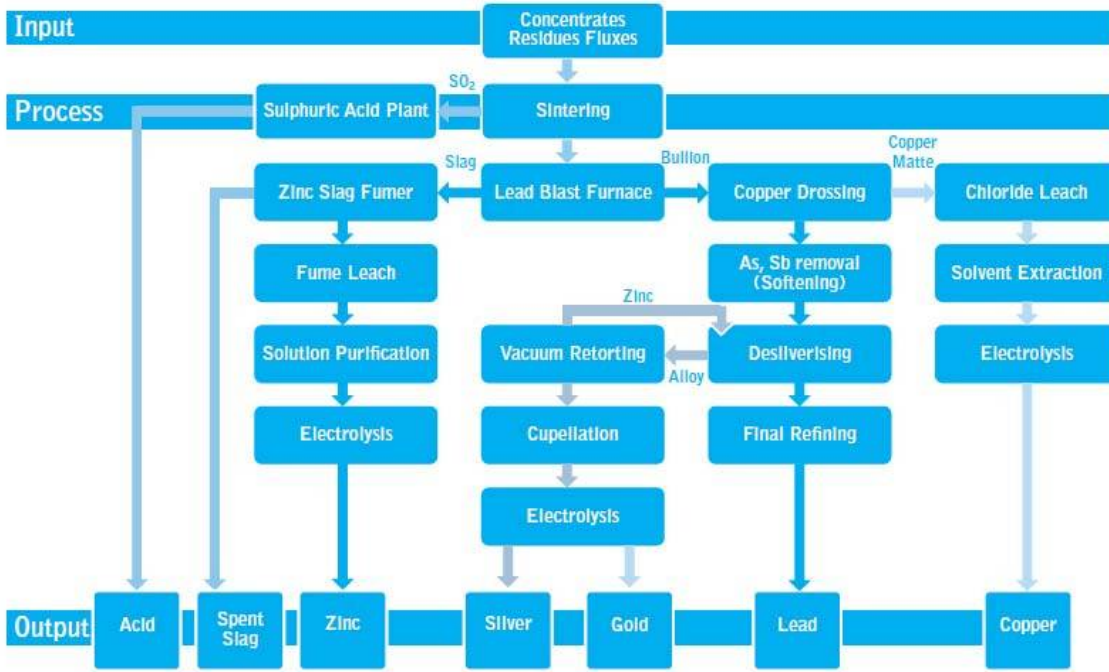 Input
Concentrates
Residues Fluxes
SO₂
Process
Sulphuric Acid Plant
Sintering
Slag
Bullion
Copper
Matte
Zinc Slag Fumer
Lead Blast Furnace
Copper Drossing
Chloride Leach
Fume Leach
As, Sb removal
(Softening)
Solvent Extraction
Zinc
Solution Purification
Vacuum Retorting
Desilverising
Electrolysis
Alloy
Electrolysis
Cupellation
Final Refining
Electrolysis
Output
Acid
Spent
Slag
Zinc
Silver
Gold
Lead
Copper